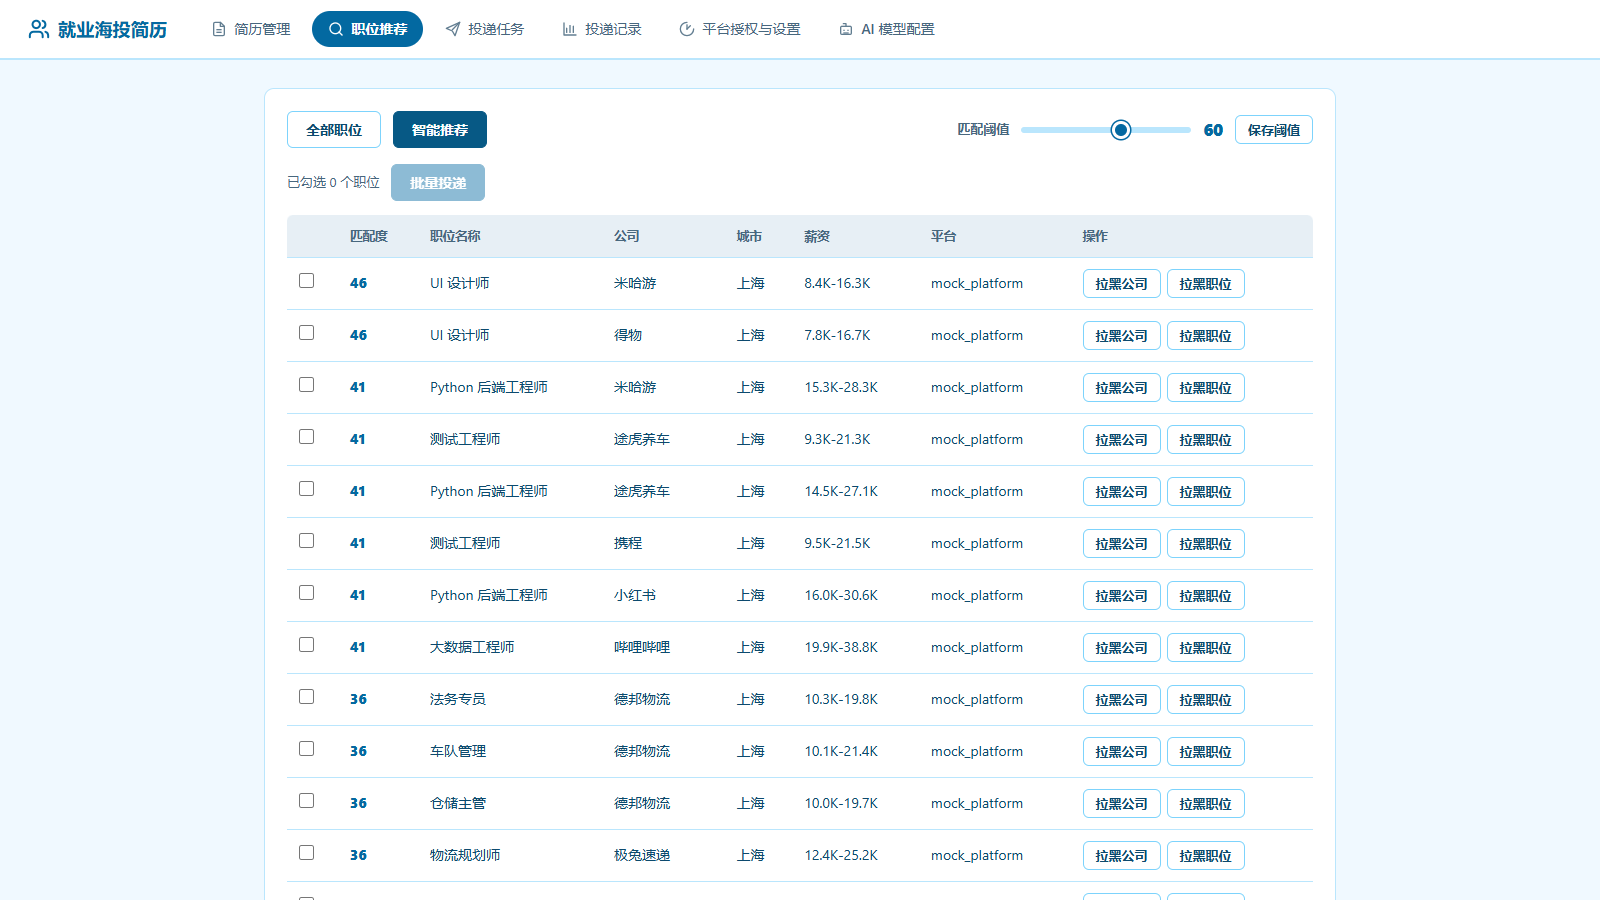 就业海投简历 简历管理 职位推荐 投递任务 投递记录 平台授权与设置 AI 模型配置
全部职位 智能推荐 匹配阈值 60 保存阈值
已勾选 0 个职位 批量投递
匹配度 职位名称 公司 城市 薪资 平台 操作
46 UI 设计师 米哈游 上海 8.4K-16.3K mock_platform 拉黑公司 拉黑职位
46 UI 设计师 得物 上海 7.8K-16.7K mock_platform 拉黑公司 拉黑职位
41 Python 后端工程师 米哈游 上海 15.3K-28.3K mock_platform 拉黑公司 拉黑职位
41 测试工程师 途虎养车 上海 9.3K-21.3K mock_platform 拉黑公司 拉黑职位
41 Python 后端工程师 途虎养车 上海 14.5K-27.1K mock_platform 拉黑公司 拉黑职位
41 测试工程师 携程 上海 9.5K-21.5K mock_platform 拉黑公司 拉黑职位
41 Python 后端工程师 小红书 上海 16.0K-30.6K mock_platform 拉黑公司 拉黑职位
41 大数据工程师 哔哩哔哩 上海 19.9K-38.8K mock_platform 拉黑公司 拉黑职位
36 法务专员 德邦物流 上海 10.3K-19.8K mock_platform 拉黑公司 拉黑职位
36 车队管理 德邦物流 上海 10.1K-21.4K mock_platform 拉黑公司 拉黑职位
36 仓储主管 德邦物流 上海 10.0K-19.7K mock_platform 拉黑公司 拉黑职位
36 物流规划师 极兔速递 上海 12.4K-25.2K mock_platform 拉黑公司 拉黑职位